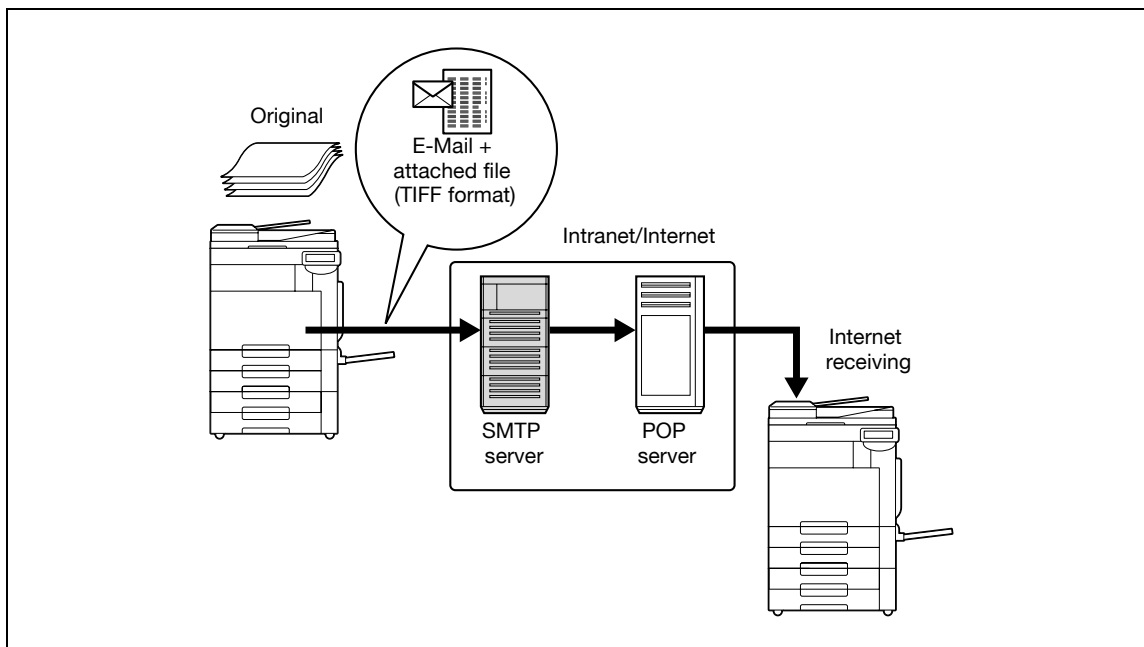 Original
E-Mail +
attached file
(TIFF format)
Intranet/Internet
SMTP
server
POP
server
Internet
receiving